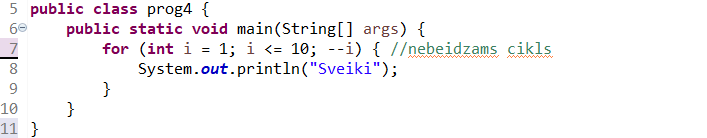 5 public class prog4 {
6 public static void main(String[] args) {
7 for (int i = 1; i <= 10; --i) { //nebeidzams cikls
8 System.out.println("Sveiki");
9 }
10 }
11 }